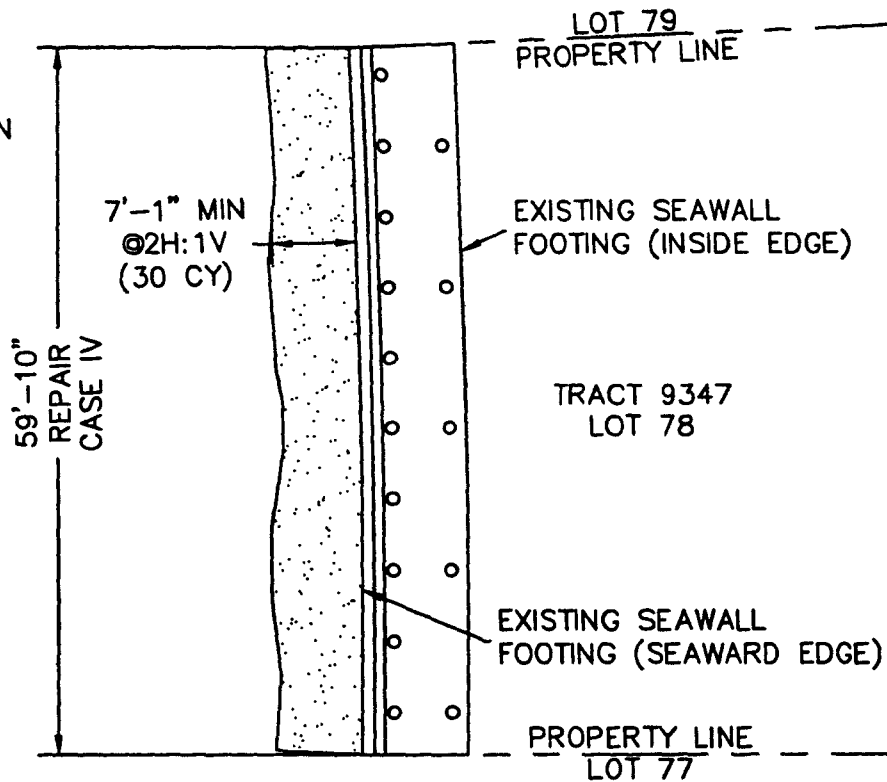 LOT 79
PROPERTY LINE
N
7'-1" MIN
@2H:1V
(30 CY)
EXISTING SEAWALL
FOOTING (INSIDE EDGE)
59'-10"
REPAIR
CASE IV
TRACT 9347
LOT 78
EXISTING SEAWALL
FOOTING (SEAWARD EDGE)
PROPERTY LINE
LOT 77